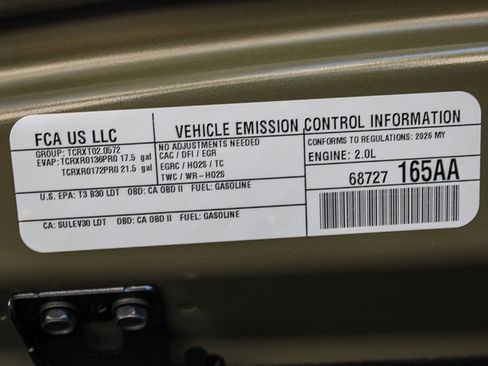 FCA US LLC
GROUP: TCRXT02.0572
EVAP: TCRXR0136PR0 17.5 gal
TCRXR0172PR0 21.5 gal
VEHICLE EMISSION CONTROL INFORMATION
NO ADJUSTMENTS NEEDED
CAC / DFI / EGR
EGRC / HO2S / TC
TWC / WR-HO2S
CONFORMS TO REGULATIONS: 2026 MY
ENGINE: 2.0L
68727 165AA
U.S. EPA: T3 B30 LDT OBD: CA OBD II FUEL: GASOLINE
CA: SULEV30 LDT OBD: CA OBD II FUEL: GASOLINE